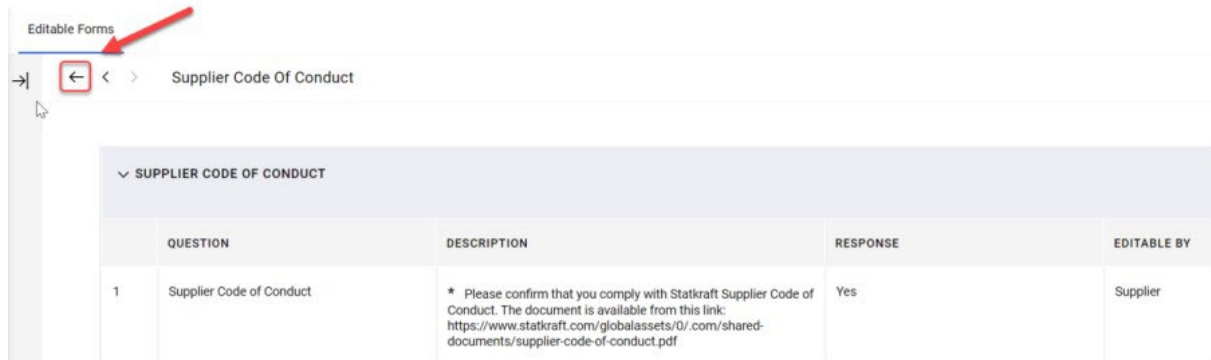 Editable Forms
Supplier Code Of Conduct
SUPPLIER CODE OF CONDUCT
QUESTION DESCRIPTION RESPONSE EDITABLE BY
1 Supplier Code of Conduct * Please confirm that you comply with Statkraft Supplier Code of Yes Supplier
Conduct. The document is available from this link:
https://www.statkraft.com/globalassets/0/.com/shared-
documents/supplier-code-of-conduct.pdf